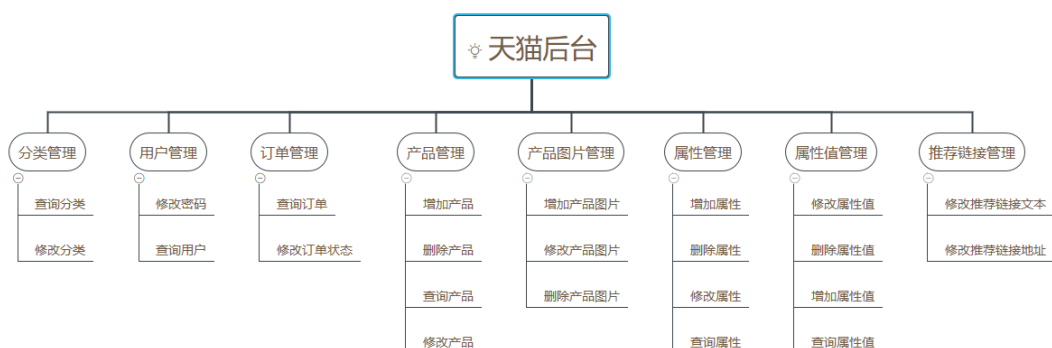 天猫后台
分类管理
查询分类
修改分类
用户管理
修改密码
查询用户
订单管理
查询订单
修改订单状态
产品管理
增加产品
删除产品
查询产品
修改产品
产品图片管理
增加产品图片
修改产品图片
删除产品图片
属性管理
增加属性
删除属性
修改属性
查询属性
属性值管理
修改属性值
删除属性值
增加属性值
查询属性值
推荐链接管理
修改推荐链接文本
修改推荐链接地址